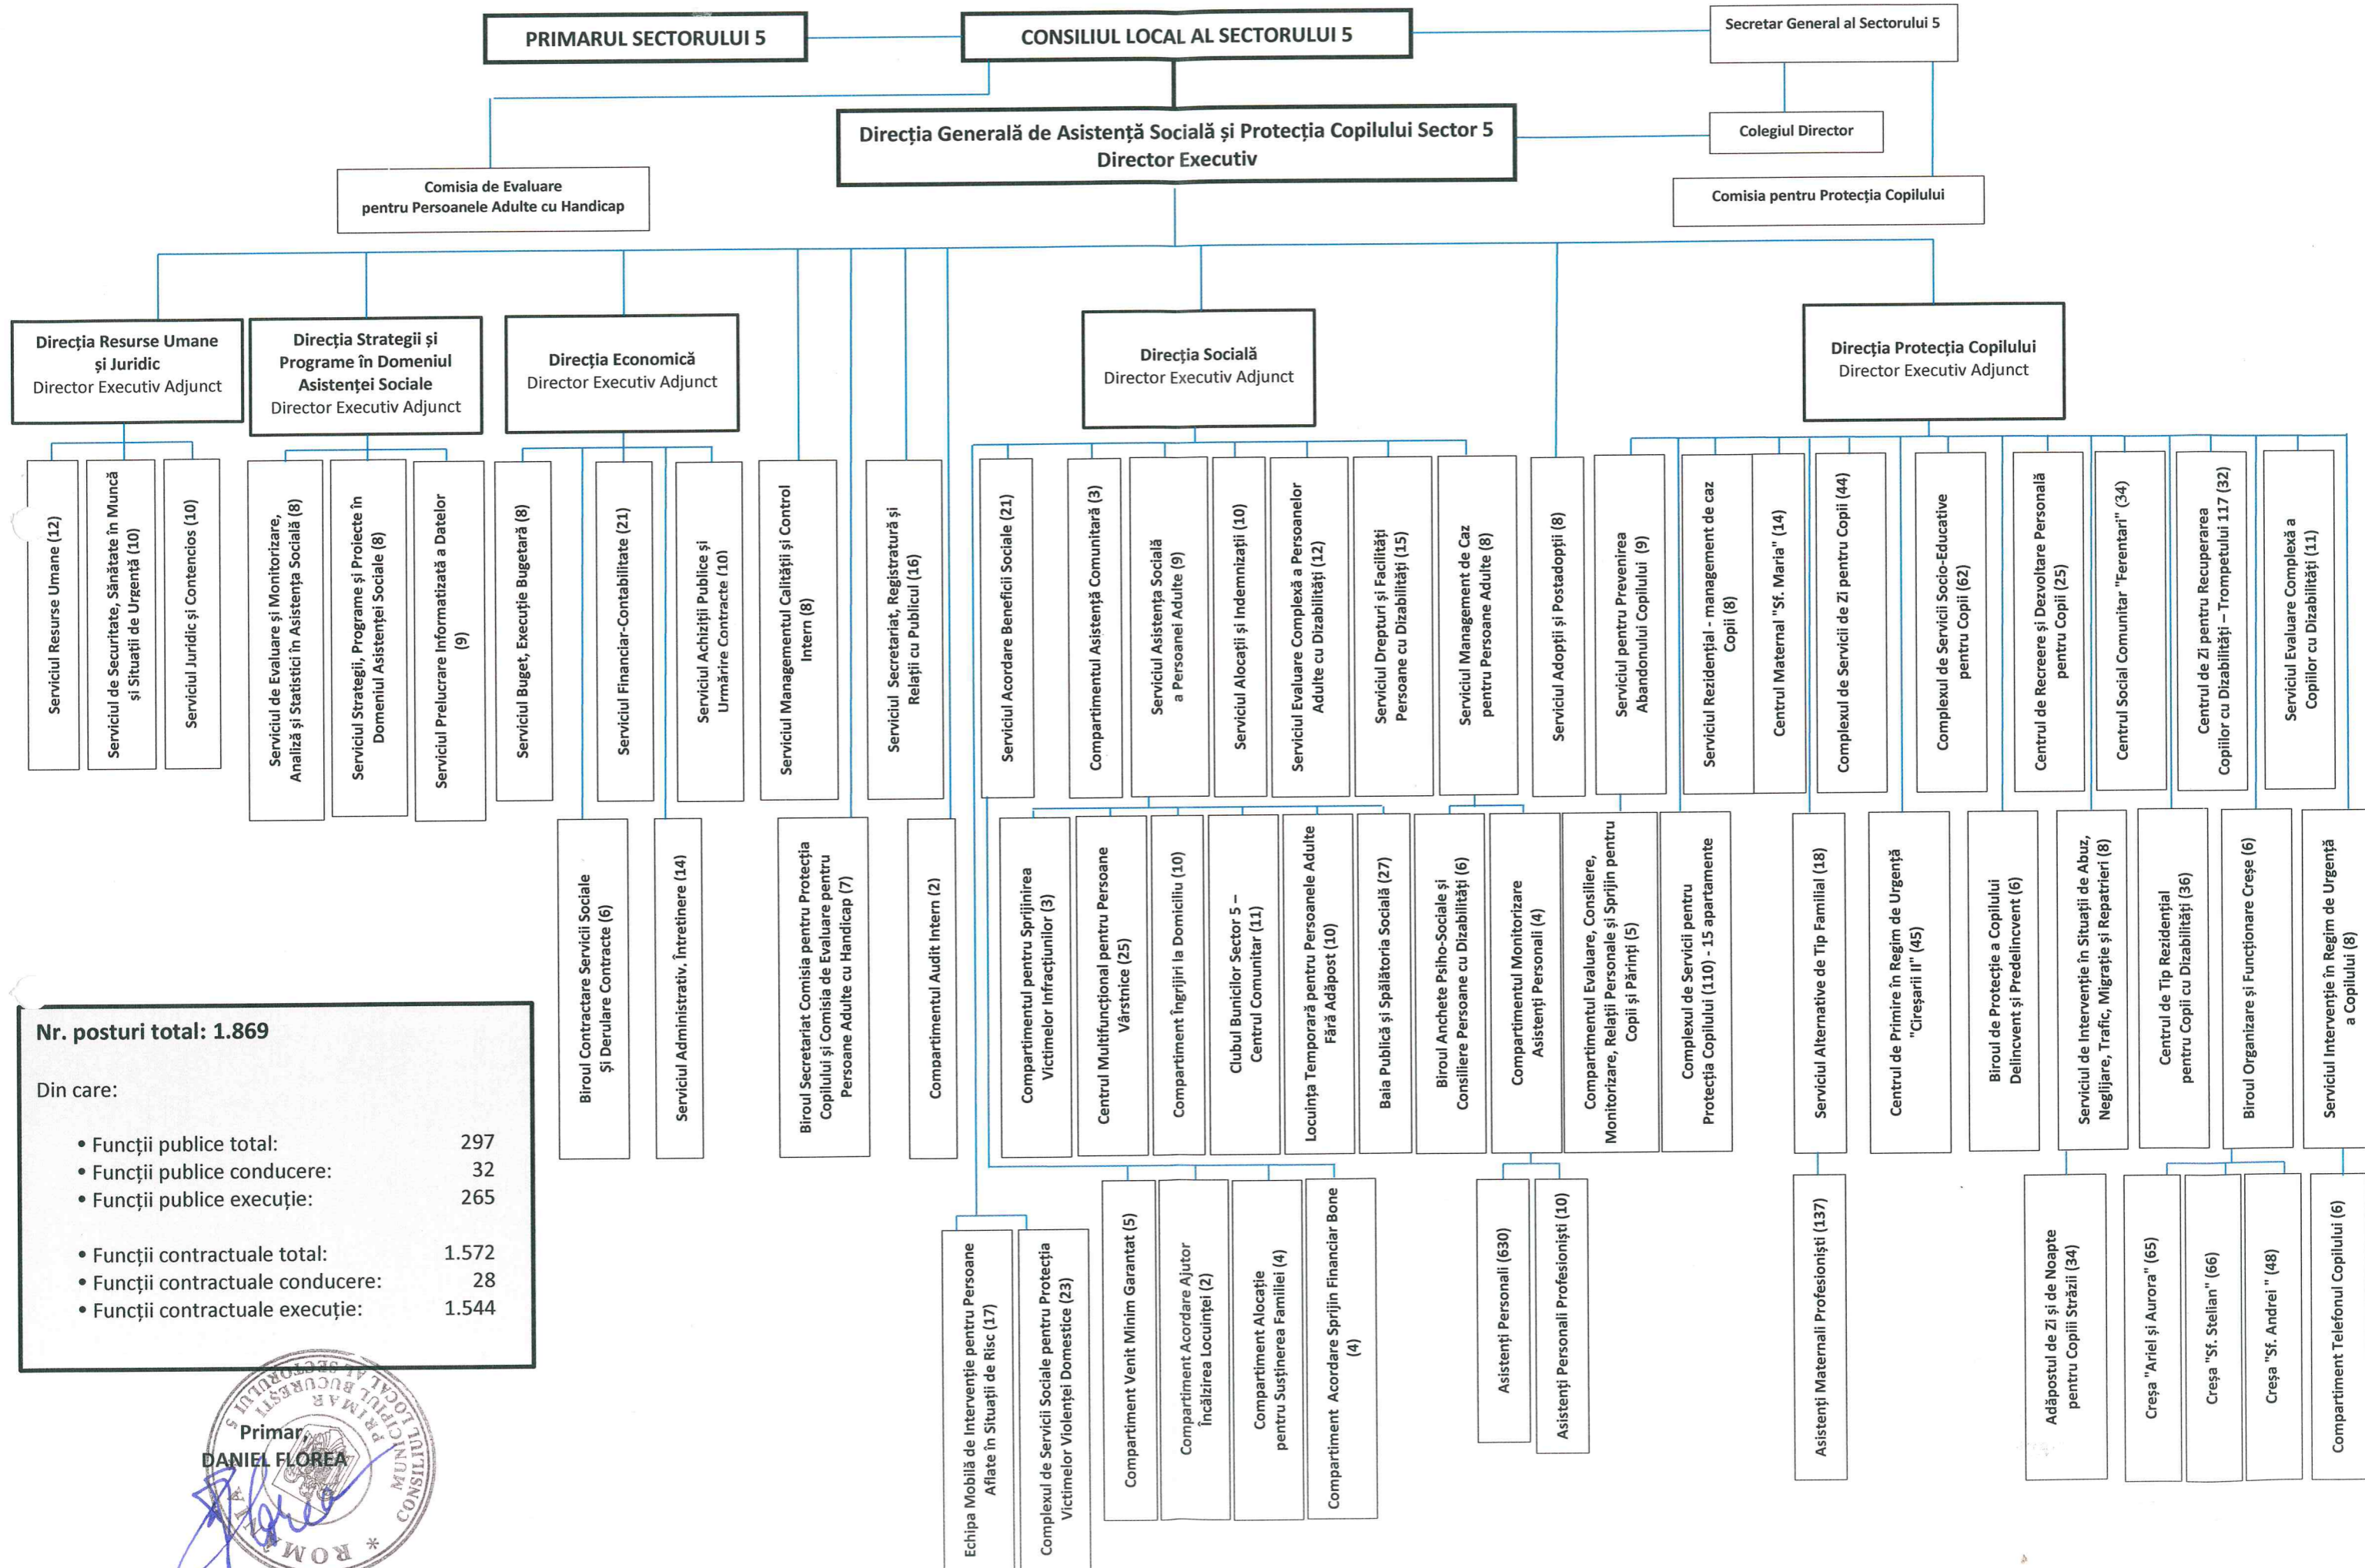 PRIMARUL SECTORULUI 5
CONSILIUL LOCAL AL SECTORULUI 5
Secretar General al Sectorului 5
Direcția Generală de Asistență Socială și Protecția Copilului Sector 5
Director Executiv
Colegiul Director
Comisia de Evaluare
pentru Persoanele Adulte cu Handicap
Comisia pentru Protecția Copilului
Direcția Resurse Umane
și Juridic
Director Executiv Adjunct
Direcția Strategii și
Programe în Domeniul
Asistenței Sociale
Director Executiv Adjunct
Direcția Economică
Director Executiv Adjunct
Direcția Socială
Director Executiv Adjunct
Direcția Protecția Copilului
Director Executiv Adjunct
Serviciul Resurse Umane (12)
Serviciul de Securitate, Sănătate în Muncă
și Situații de Urgență (10)
Serviciul Juridic și Contencios (10)
Serviciul de Evaluare și Monitorizare,
Analiză și Statistici în Asistența Socială (8)
Serviciul Strategii, Programe și Proiecte în
Domeniul Asistenței Sociale (8)
Serviciul Prelucrare Informatizată a Datelor
(9)
Serviciul Buget, Execuție Bugetară (8)
Serviciul Financiar-Contabilitate (21)
Serviciul Achiziții Publice și
Urmărire Contracte (10)
Serviciul Managementul Calității și Control
Intern (8)
Serviciul Secretariat, Registratură și
Relații cu Publicul (16)
Serviciul Acordare Beneficii Sociale (21)
Compartimentul Asistență Comunitară (3)
Serviciul Asistența Socială
a Persoanei Adulte (9)
Serviciul Alocații și Indemnizații (10)
Serviciul Evaluare Complexă a Persoanelor
Adulte cu Dizabilități (12)
Serviciul Drepturi și Facilități
Persoane cu Dizabilități (15)
Serviciul Management de Caz
pentru Persoane Adulte (8)
Serviciul Adopții și Postadopții (8)
Serviciul pentru Prevenirea
Abandonului Copilului (9)
Serviciul Rezidențial - management de caz
Copii (8)
Centrul Maternal "Sf. Maria" (14)
Complexul de Servicii de Zi pentru Copii (44)
Complexul de Servicii Socio-Educative
pentru Copii (62)
Centrul de Recreere și Dezvoltare Personală
pentru Copii (25)
Centrul Social Comunitar "Ferentari" (34)
Centrul de Zi pentru Recuperarea
Copiilor cu Dizabilități – Trompetului 117 (32)
Serviciul Evaluare Complexă a
Copiilor cu Dizabilități (11)
Biroul Contractare Servicii Sociale
Și Derulare Contracte (6)
Serviciul Administrativ, Întretinere (14)
Biroul Secretariat Comisia pentru Protecția
Copilului și Comisia de Evaluare pentru
Persoane Adulte cu Handicap (7)
Compartimentul Audit Intern (2)
Compartimentul pentru Sprijinirea
Victimelor Infracțiunilor (3)
Centrul Multifuncțional pentru Persoane
Vârstnice (25)
Compartiment Îngrijiri la Domiciliu (10)
Clubul Bunicilor Sector 5 –
Centrul Comunitar (11)
Locuința Temporară pentru Persoanele Adulte
Fără Adăpost (10)
Baia Publică și Spălătoria Socială (27)
Biroul Anchete Psiho-Sociale și
Consiliere Persoane cu Dizabilități (6)
Compartimentul Monitorizare
Asistenți Personali (4)
Compartimentul Evaluare, Consiliere,
Monitorizare, Relații Personale și Sprijin pentru
Copii și Părinți (5)
Complexul de Servicii pentru
Protecția Copilului (110) - 15 apartamente
Serviciul Alternative de Tip Familial (18)
Centrul de Primire în Regim de Urgență
"Cireșarii II" (45)
Biroul de Protecție a Copilului
Delincvent și Predelincvent (6)
Serviciul de Intervenție în Situații de Abuz,
Neglijare, Trafic, Migrație și Repatrieri (8)
Centrul de Tip Rezidențial
pentru Copii cu Dizabilități (36)
Biroul Organizare și Funcționare Creșe (6)
Serviciul Intervenție în Regim de Urgență
a Copilului (8)
Echipa Mobilă de Intervenție pentru Persoane
Aflate în Situații de Risc (17)
Complexul de Servicii Sociale pentru Protecția
Victimelor Violenței Domestice (23)
Compartiment Venit Minim Garantat (5)
Compartiment Acordare Ajutor
Încălzirea Locuinței (2)
Compartiment Alocație
pentru Susținerea Familiei (4)
Compartiment Acordare Sprijin Financiar Bone
(4)
Asistenți Personali (630)
Asistenți Personali Profesioniști (10)
Asistenți Maternali Profesioniști (137)
Adăpostul de Zi și de Noapte
pentru Copiii Străzii (34)
Creșa "Ariel și Aurora" (65)
Creșa "Sf. Stelian" (66)
Creșa "Sf. Andrei " (48)
Compartiment Telefonul Copilului (6)
Nr. posturi total: 1.869
Din care:
• Funcții publice total: 297
• Funcții publice conducere: 32
• Funcții publice execuție: 265
• Funcții contractuale total: 1.572
• Funcții contractuale conducere: 28
• Funcții contractuale execuție: 1.544
Primar,
DANIEL FLOREA
ROMÂNIA * CONSILIUL LOCAL AL SECTORULUI 5
MUNICIPIUL BUCUREȘTI
PRIMAR